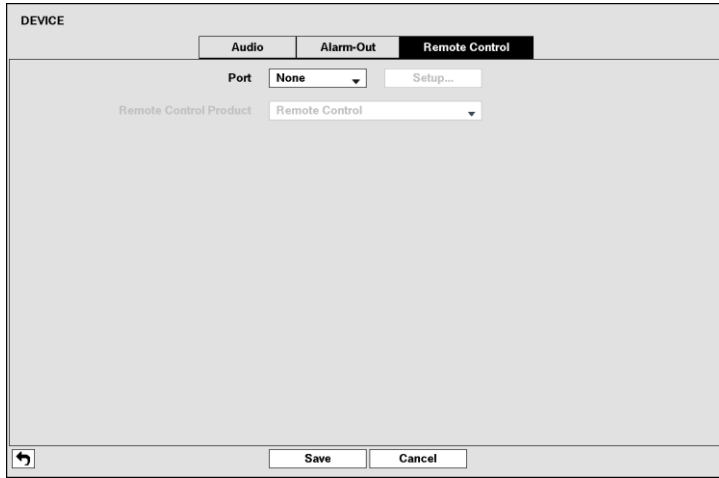 DEVICE
Audio Alarm-Out Remote Control
Port None Setup...
Remote Control Product Remote Control
Save Cancel